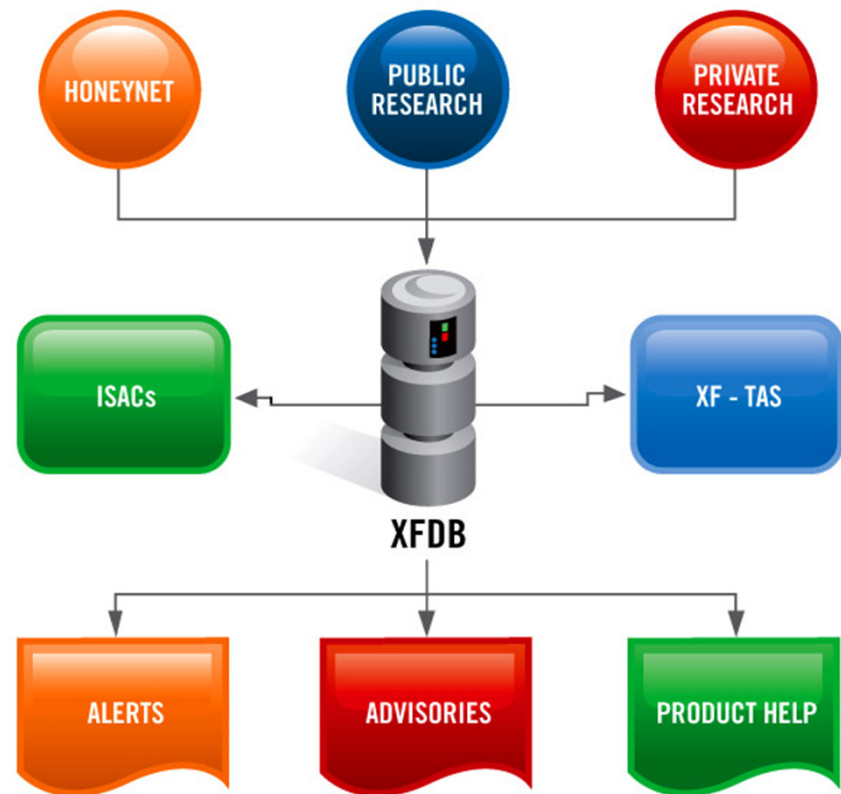 HONEYNET
PUBLIC
RESEARCH
PRIVATE
RESEARCH
ISACs
XF - TAS
XFDB
ALERTS
ADVISORIES
PRODUCT HELP